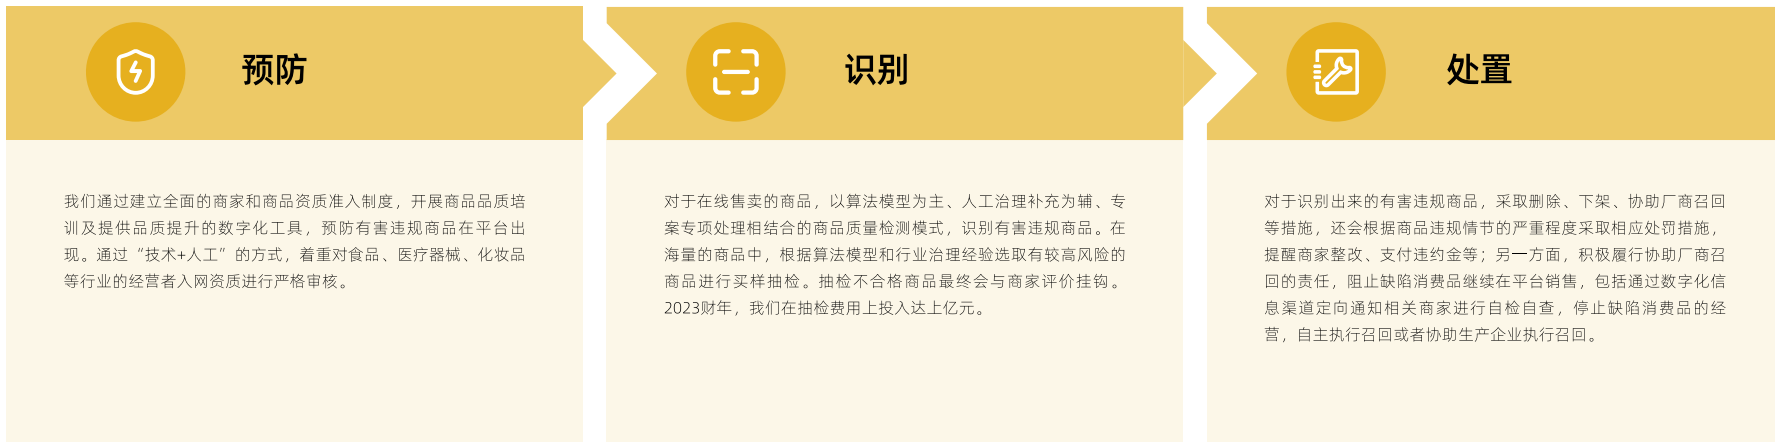 预防
我们通过建立全面的商家和商品资质准入制度，开展商品品质培
训及提供品质提升的数字化工具，预防有害违规商品在平台出
现。通过“技术+人工”的方式，着重对食品、医疗器械、化妆品
等行业的经营者入网资质进行严格审核。
识别
对于在线售卖的商品，以算法模型为主、人工治理补充为辅、专
案专项处理相结合的商品质量检测模式，识别有害违规商品。在
海量的商品中，根据算法模型和行业治理经验选取有较高风险的
商品进行买样抽检。抽检不合格商品最终会与商家评价挂钩。
2023财年，我们在抽检费用上投入达上亿元。
处置
对于识别出来的有害违规商品，采取删除、下架、协助厂商召回
等措施，还会根据商品违规情节的严重程度采取相应处罚措施，
提醒商家整改、支付违约金等；另一方面，积极履行协助厂商召
回的责任，阻止缺陷消费品继续在平台销售，包括通过数字化信
息渠道定向通知相关商家进行自检自查，停止缺陷消费品的经
营，自主执行召回或者协助生产企业执行召回。